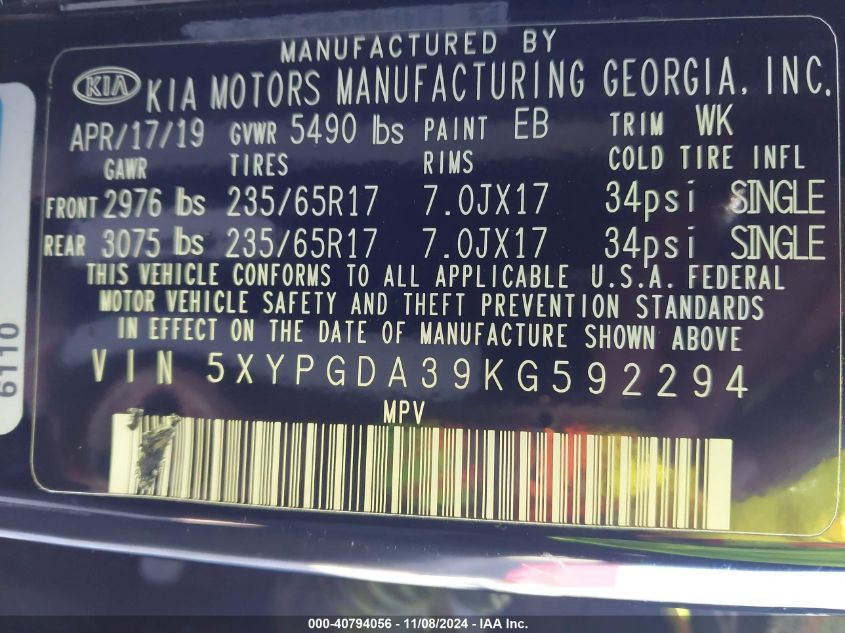 MANUFACTURED BY
KIA KIA MOTORS MANUFACTURING GEORGIA, INC.
APR/17/19 GVWR 5490 lbs PAINT EB TRIM WK
GAWR TIRES RIMS COLD TIRE INFL
FRONT 2976 lbs 235/65R17 7.0JX17 34psi SINGLE
REAR 3075 lbs 235/65R17 7.0JX17 34psi SINGLE
THIS VEHICLE CONFORMS TO ALL APPLICABLE U.S.A. FEDERAL
MOTOR VEHICLE SAFETY AND THEFT PREVENTION STANDARDS
IN EFFECT ON THE DATE OF MANUFACTURE SHOWN ABOVE
VIN 5XYPGDA39KG592294
MPV
6110
000-40794056 - 11/08/2024 - IAA Inc.